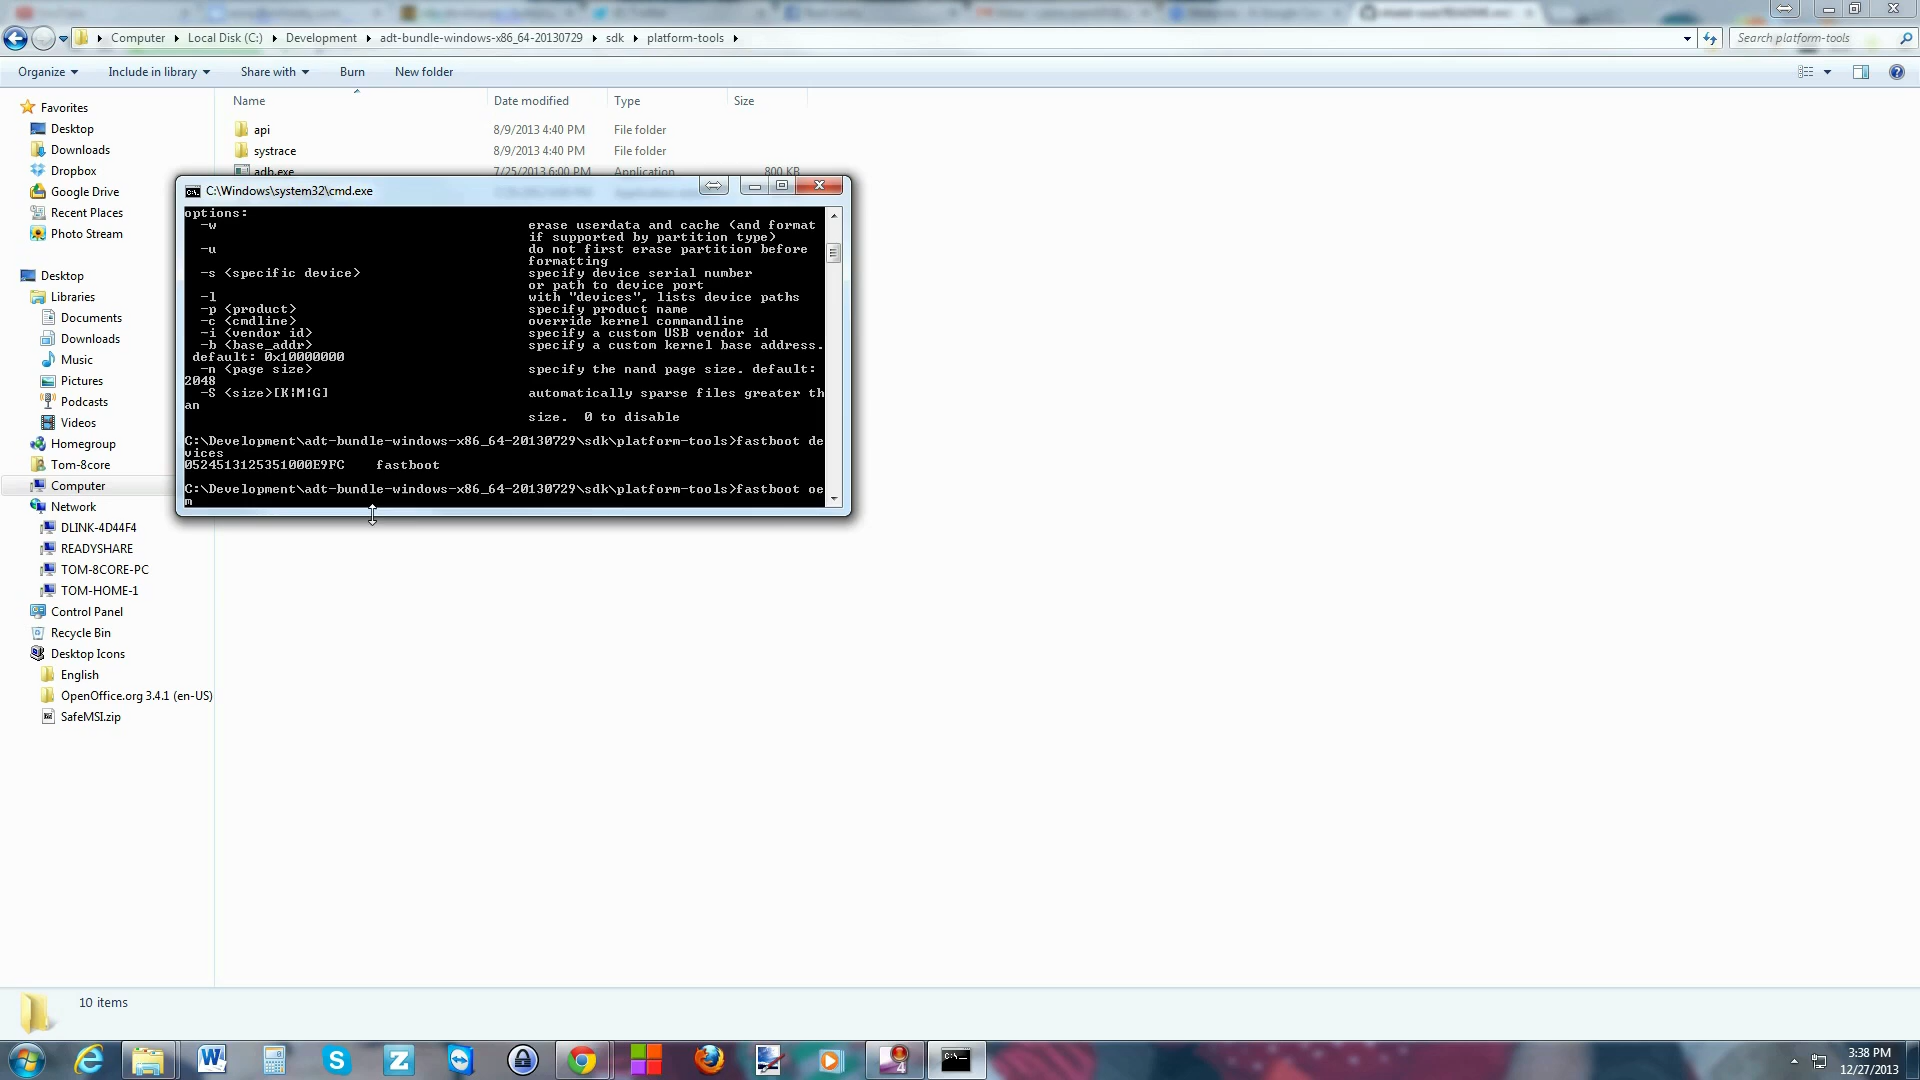 Computer Local Disk (C:) Development adt-bundle-windows-x86_64-20130729 sdk platform-tools
Search platform-tools
Organize Include in library Share with Burn New folder
Favorites
Desktop
Downloads
Dropbox
Google Drive
Recent Places
Photo Stream
Desktop
Libraries
Documents
Downloads
Music
Pictures
Podcasts
Videos
Homegroup
Tom-8core
Computer
Network
DLINK-4D44F4
READYSHARE
TOM-8CORE-PC
TOM-HOME-1
Control Panel
Recycle Bin
Desktop Icons
English
OpenOffice.org 3.4.1 (en-US)
SafeMSI.zip
Name Date modified Type Size
api 8/9/2013 4:40 PM File folder
systrace 8/9/2013 4:40 PM File folder
adb.exe 7/25/2013 6:00 PM Application 800 KB
C:\Windows\system32\cmd.exe
options:
-w erase userdata and cache (and format
if supported by partition type)
-u do not first erase partition before
formatting
-s <specific device> specify device serial number
or path to device port
-l with "devices", lists device paths
-p <product> specify product name
-c <cmdline> override kernel commandline
-i <vendor id> specify a custom USB vendor id
-b <base_addr> specify a custom kernel base address.
default: 0x10000000
-n <page size> specify the nand page size. default:
2048
-S <size>[K|M|G] automatically sparse files greater th
an
size. 0 to disable
C:\Development\adt-bundle-windows-x86_64-20130729\sdk\platform-tools>fastboot de
vices
0524513125351000E9FC fastboot
C:\Development\adt-bundle-windows-x86_64-20130729\sdk\platform-tools>fastboot oe
m
10 items
3:38 PM
12/27/2013